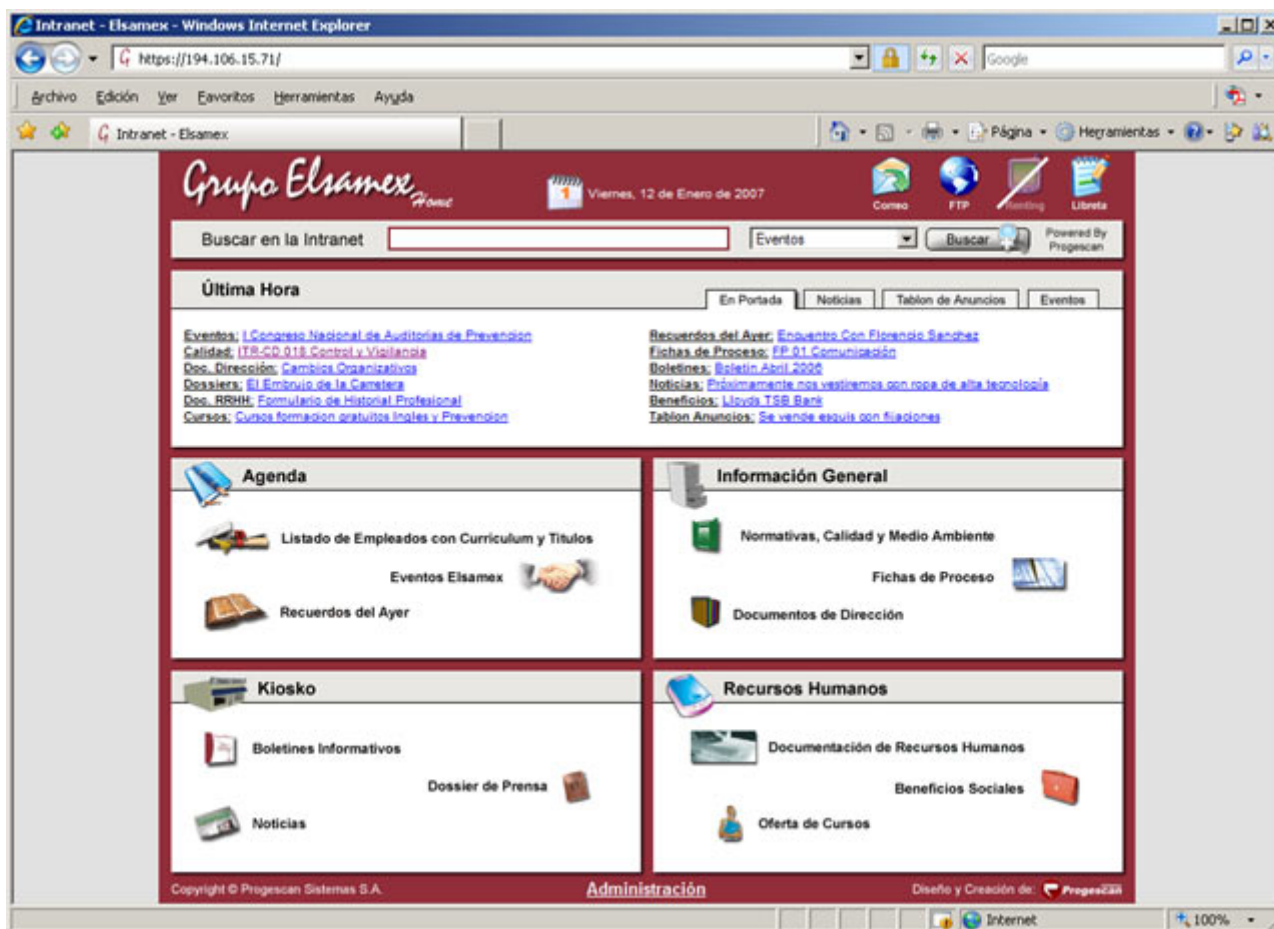 Intranet - Elsamex - Windows Internet Explorer
https://194.106.15.71/
Google
Archivo Edición Ver Favoritos Herramientas Ayuda
Intranet - Elsamex
Página Herramientas
Grupo Elsamex
Home
1
Viernes, 12 de Enero de 2007
Correo FTP Renting Libreta
Buscar en la Intranet
Eventos
Buscar
Powered By
Progescan
Última Hora
En Portada Noticias Tablon de Anuncios Eventos
Eventos: I Congreso Nacional de Auditorias de Prevencion
Calidad: ITR-CD 018 Control y Vigilancia
Doc. Dirección: Cambios Organizativos
Dossiers: El Embrujo de la Carretera
Doc. RRHH: Formulario de Historial Profesional
Cursos: Cursos formacion gratuitos Ingles y Prevencion
Recuerdos del Ayer: Encuentro Con Florencio Sanchez
Fichas de Proceso: FP 01 Comunicación
Boletines: Boletin Abril 2006
Noticias: Próximamente nos vestiremos con ropa de alta tecnología
Beneficios: Lloyds TSB Bank
Tablon Anuncios: Se vende esquis con fijaciones
Agenda
Listado de Empleados con Curriculum y Titulos
Eventos Elsamex
Recuerdos del Ayer
Información General
Normativas, Calidad y Medio Ambiente
Fichas de Proceso
Documentos de Dirección
Kiosko
Boletines Informativos
Dossier de Prensa
Noticias
Recursos Humanos
Documentación de Recursos Humanos
Beneficios Sociales
Oferta de Cursos
Copyright © Progescan Sistemas S.A.
Administración
Diseño y Creación de: Progescan
Internet
100%